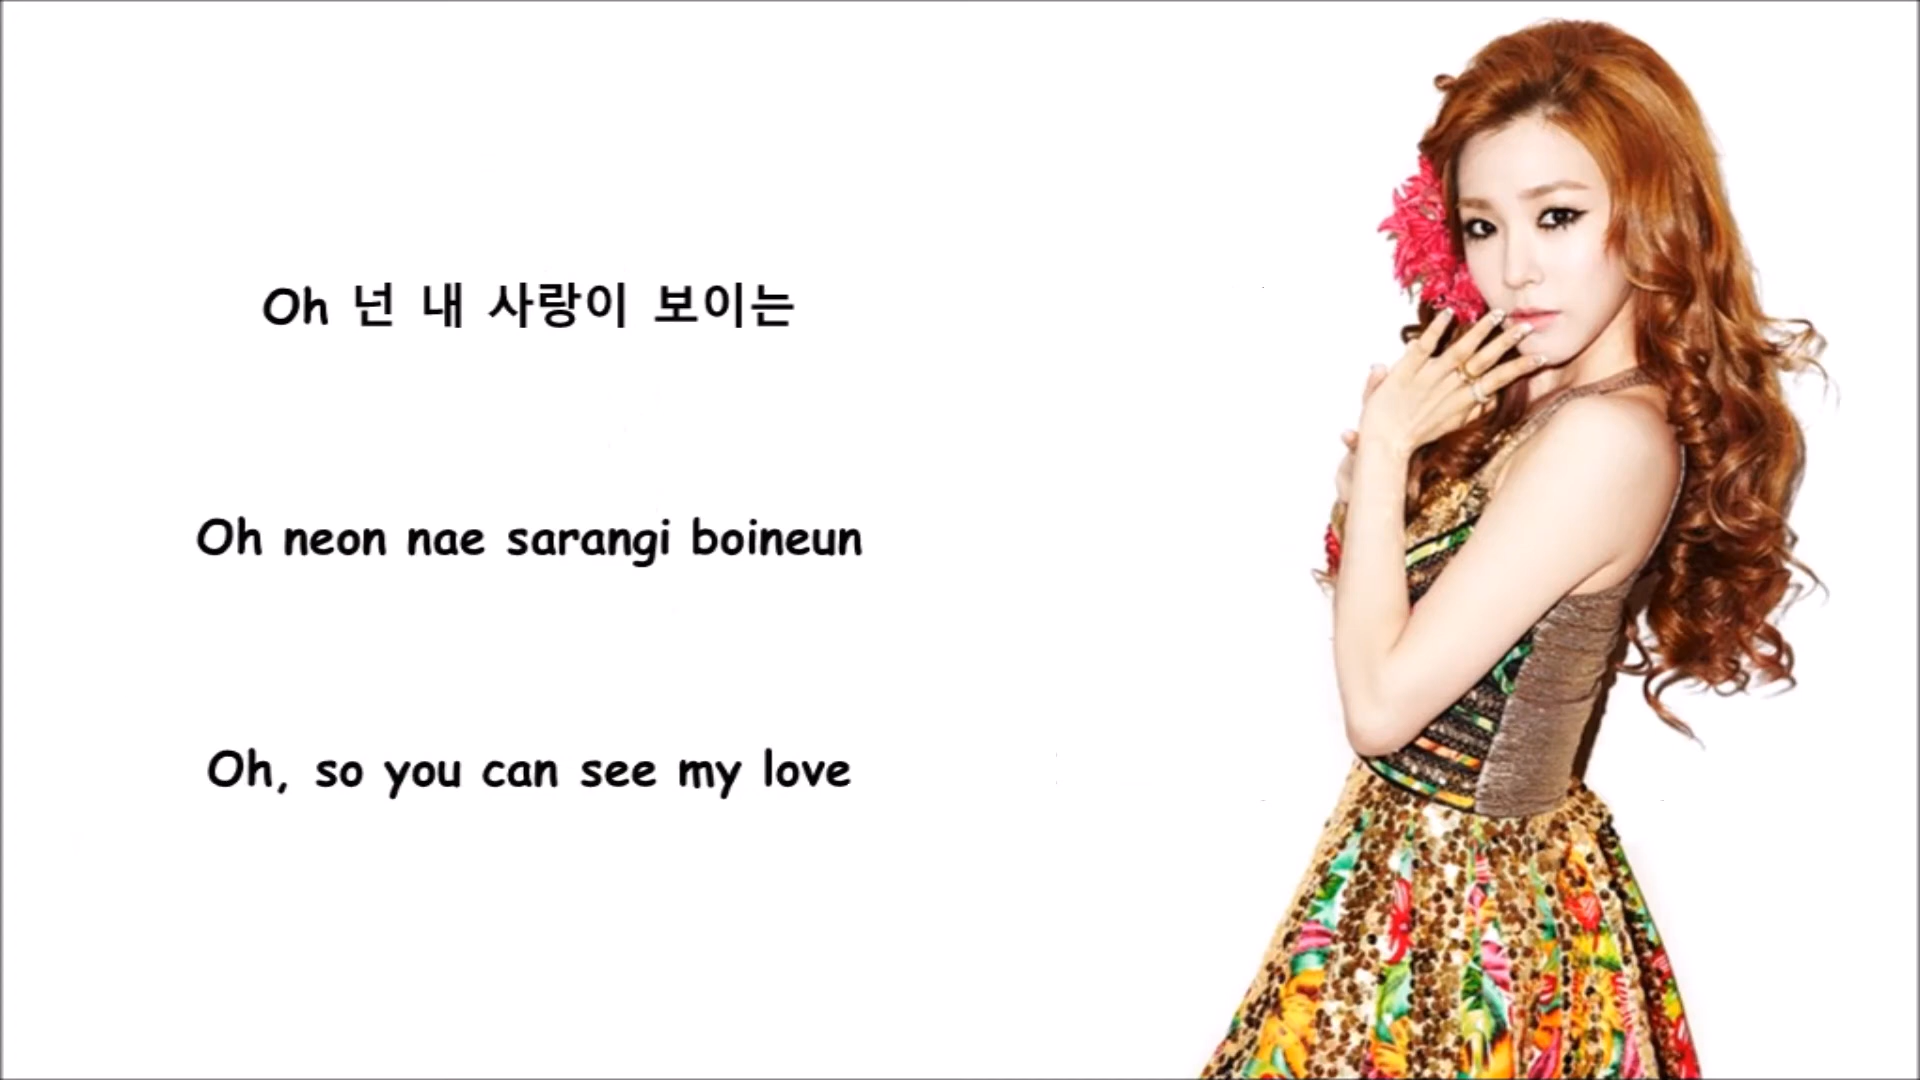 Oh 넌 내 사랑이 보이는
Oh neon nae sarangi boineun
Oh, so you can see my love